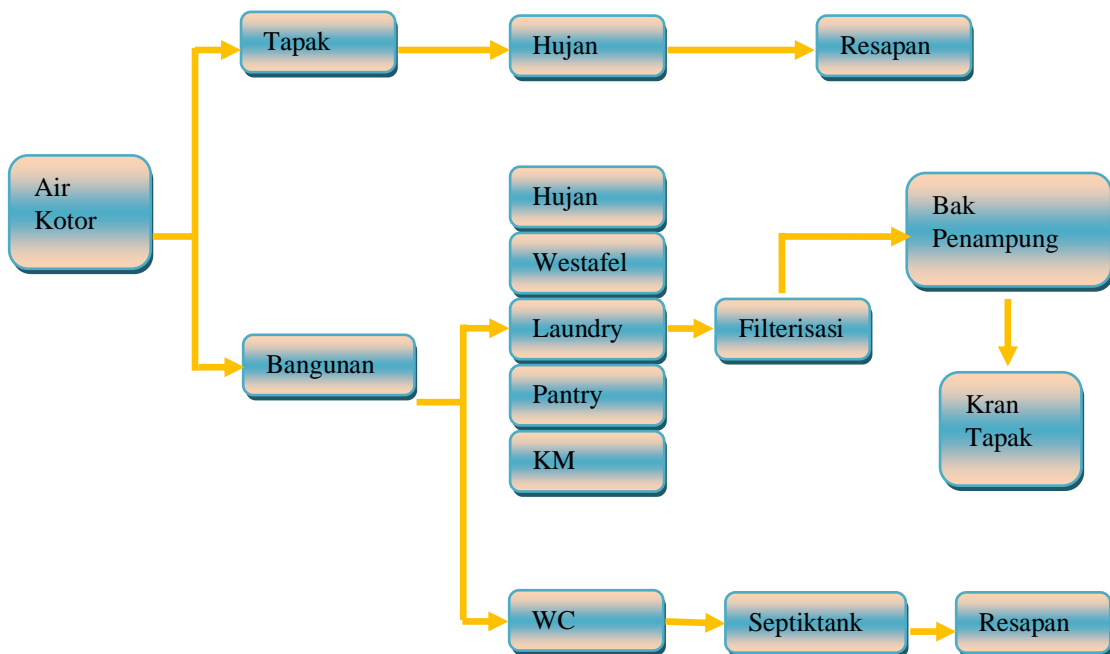 Tapak
Hujan
Resapan
Air
Kotor
Hujan
Westafel
Laundry
Pantry
KM
Filterisasi
Bak
Penampung
Kran
Tapak
Bangunan
WC
Septiktank
Resapan